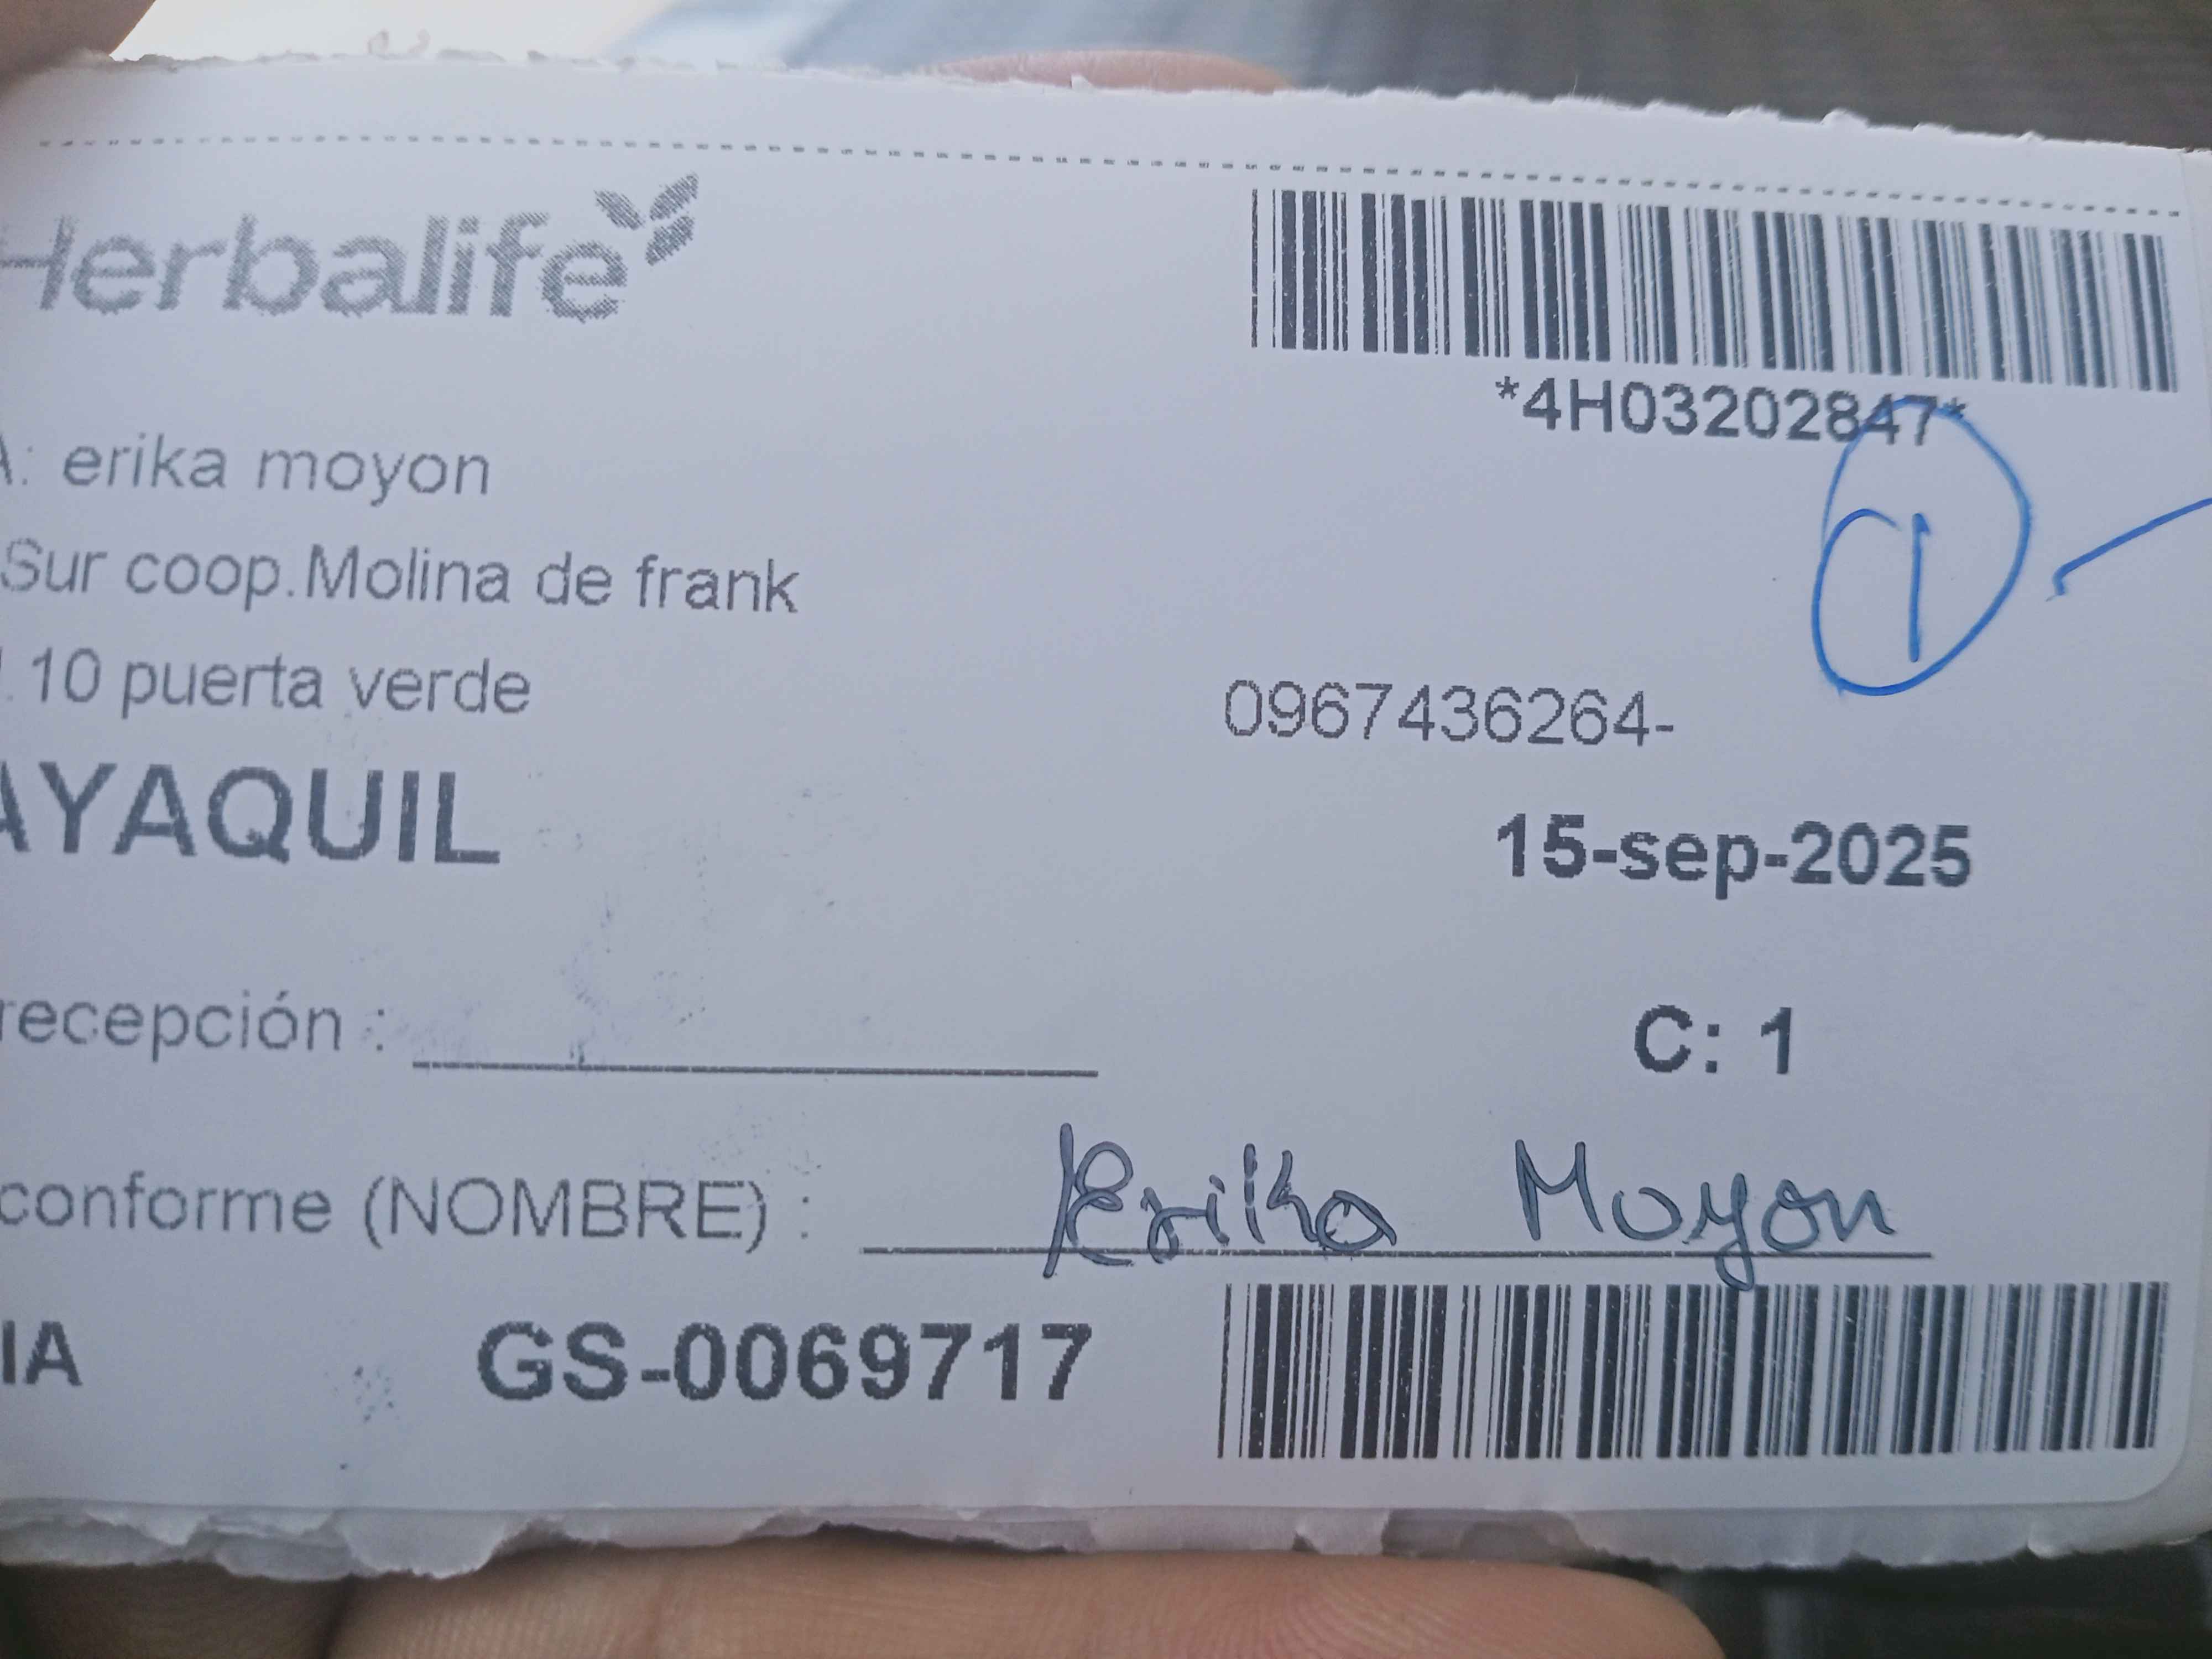 Herbalife
*4H03202847*
A: erika moyon
Sur coop.Molina de frank
10 puerta verde
0967436264-
AYAQUIL
15-sep-2025
recepción :
C: 1
conforme (NOMBRE) : Erika Moyon
IA GS-0069717
1